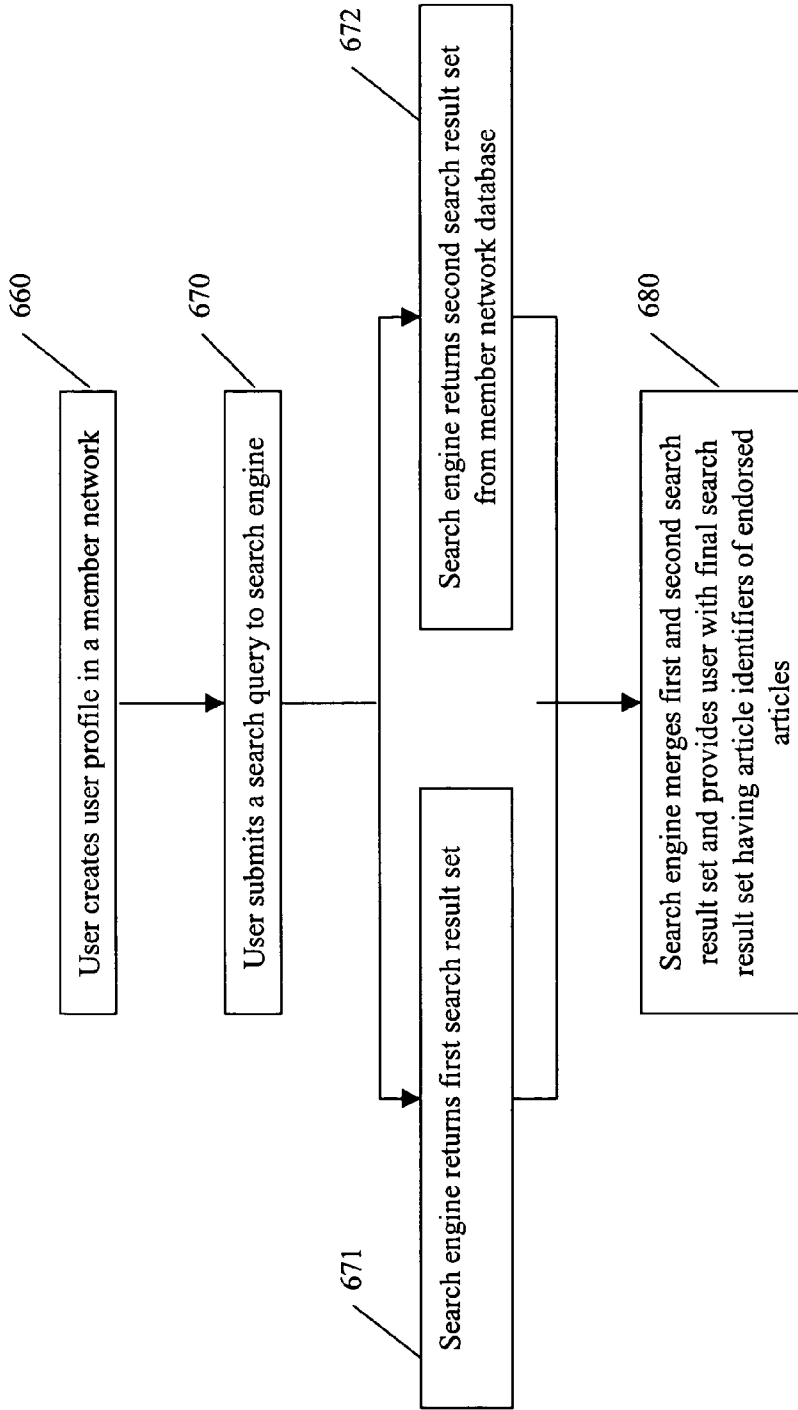 660
User creates user profile in a member network
670
User submits a search query to search engine
671
Search engine returns first search result set
672
Search engine returns second search result set
from member network database
680
Search engine merges first and second search
result set and provides user with final search
result set having article identifiers of endorsed
articles